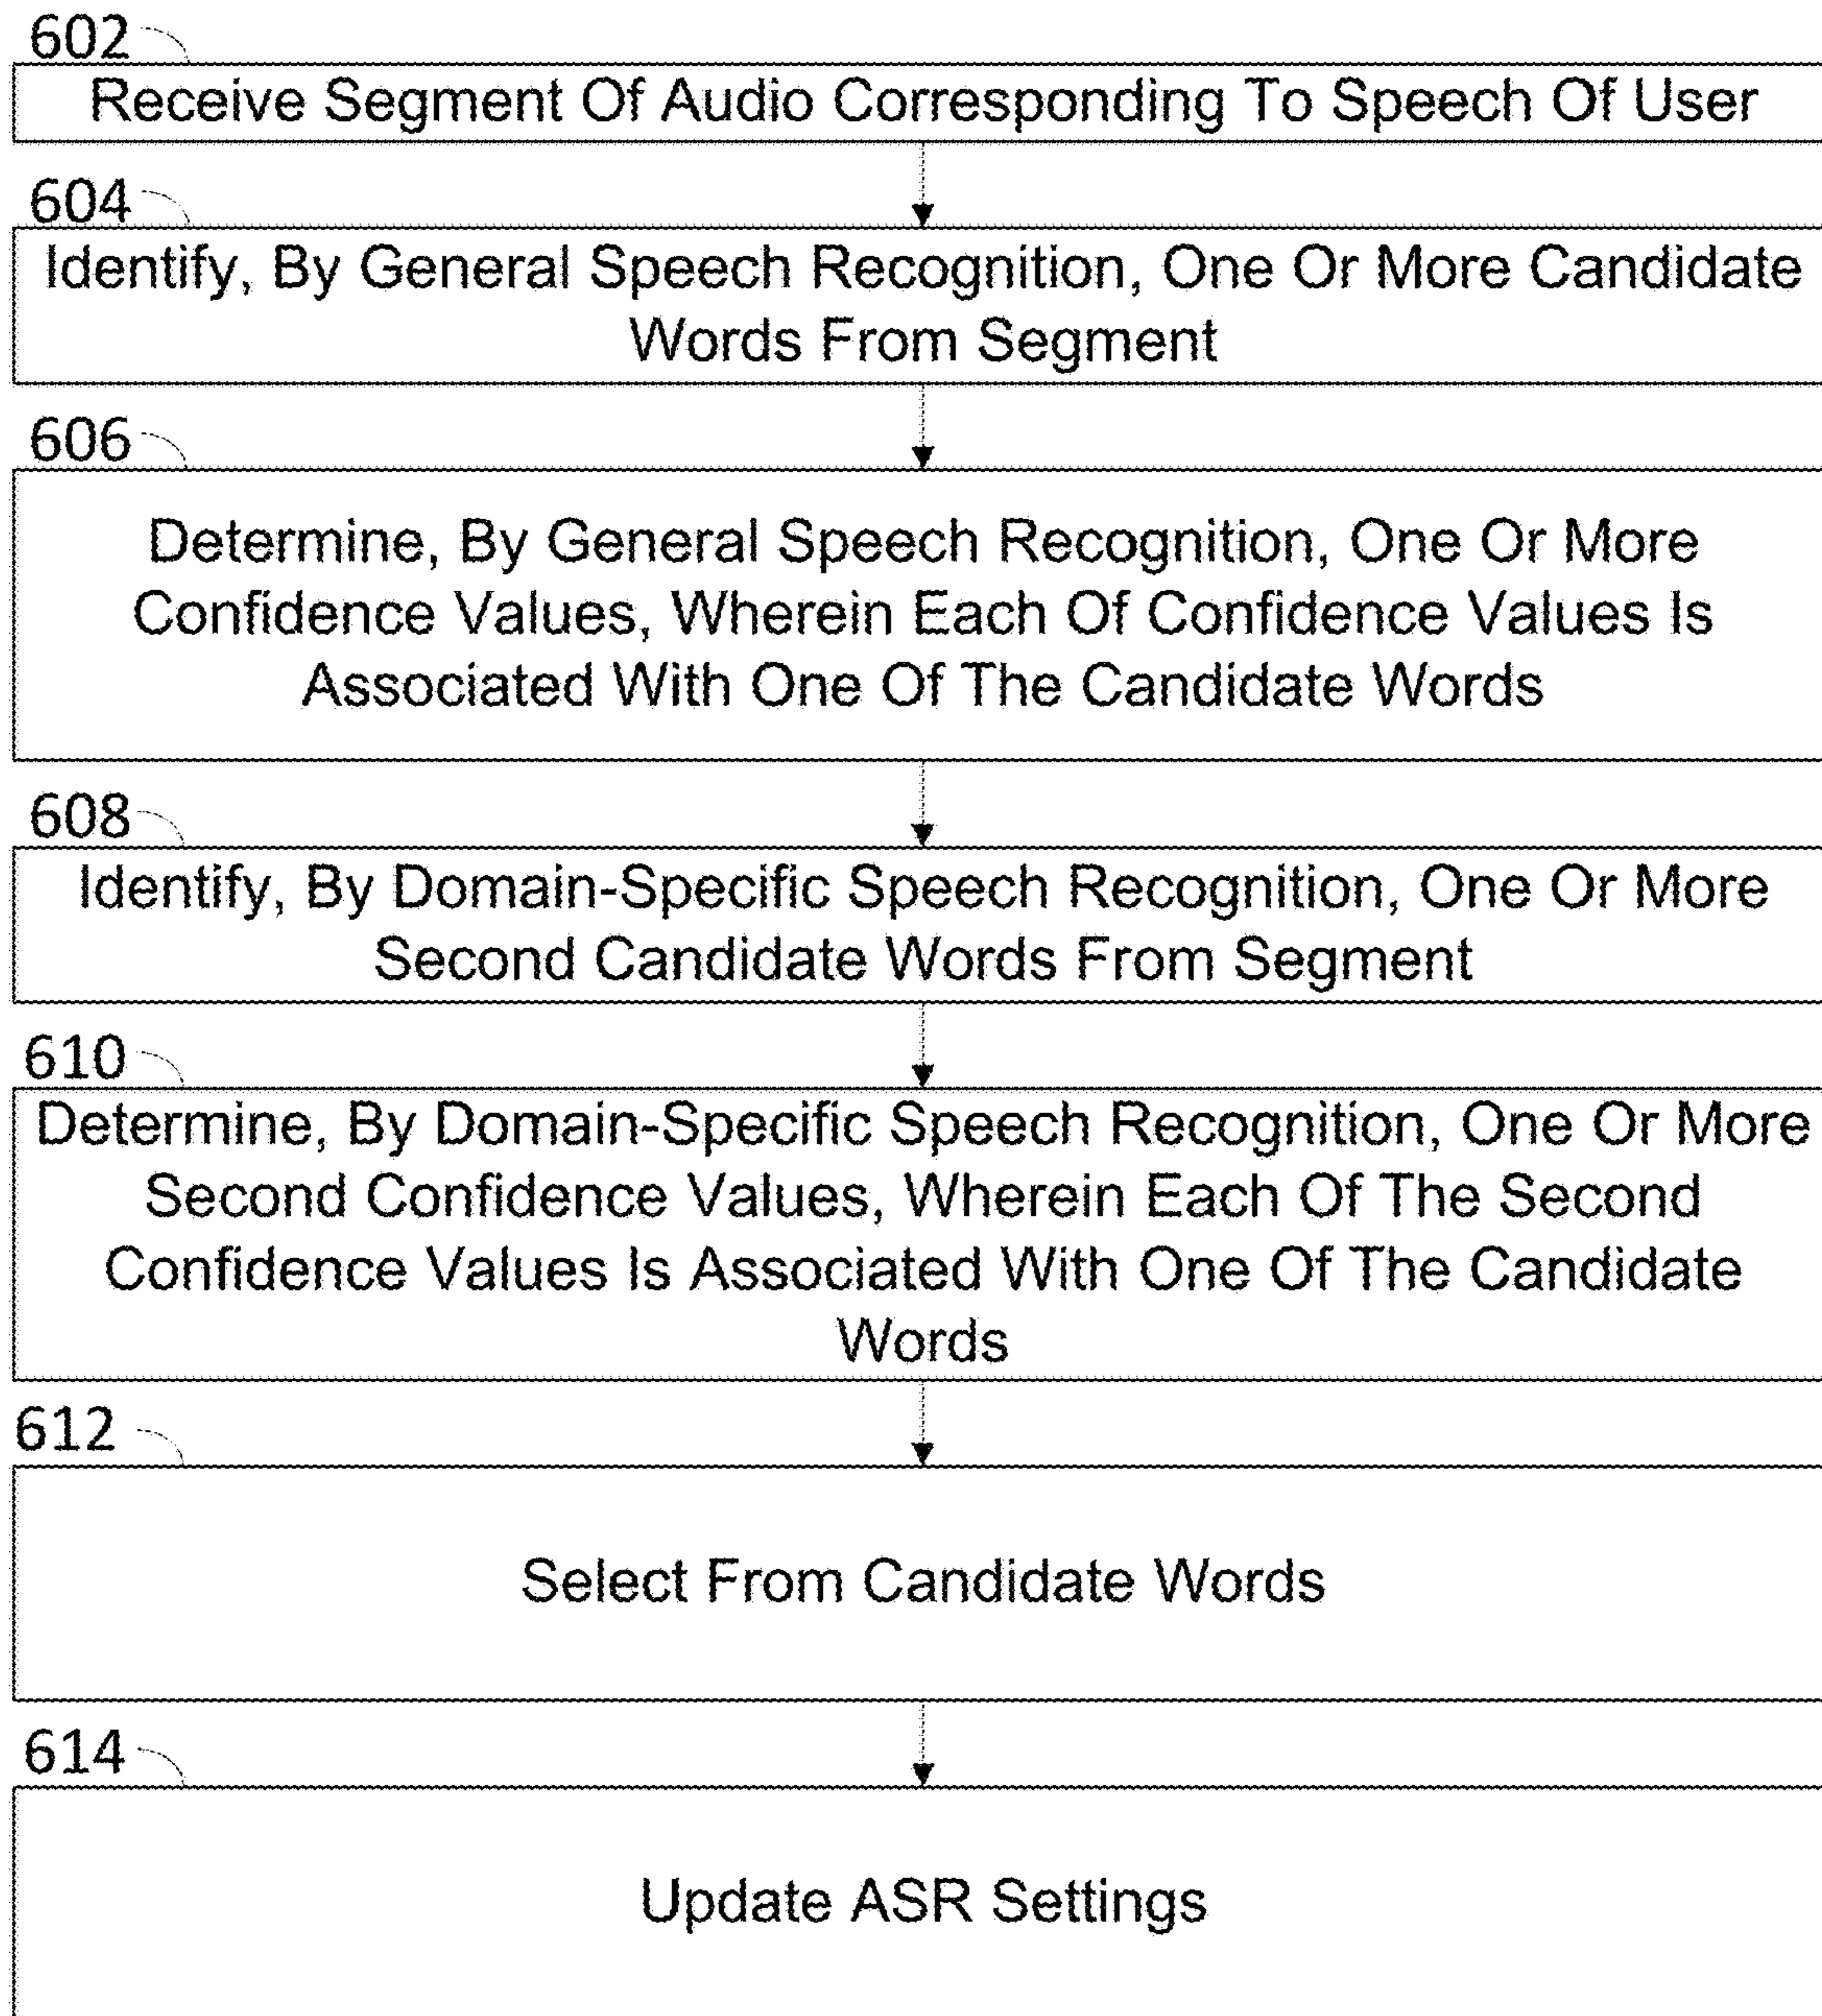 602
Receive Segment Of Audio Corresponding To Speech Of User
604
Identify, By General Speech Recognition, One Or More Candidate
Words From Segment
606
Determine, By General Speech Recognition, One Or More
Confidence Values, Wherein Each Of Confidence Values Is
Associated With One Of The Candidate Words
608
Identify, By Domain-Specific Speech Recognition, One Or More
Second Candidate Words From Segment
610
Determine, By Domain-Specific Speech Recognition, One Or More
Second Confidence Values, Wherein Each Of The Second
Confidence Values Is Associated With One Of The Candidate
Words
612
Select From Candidate Words
614
Update ASR Settings